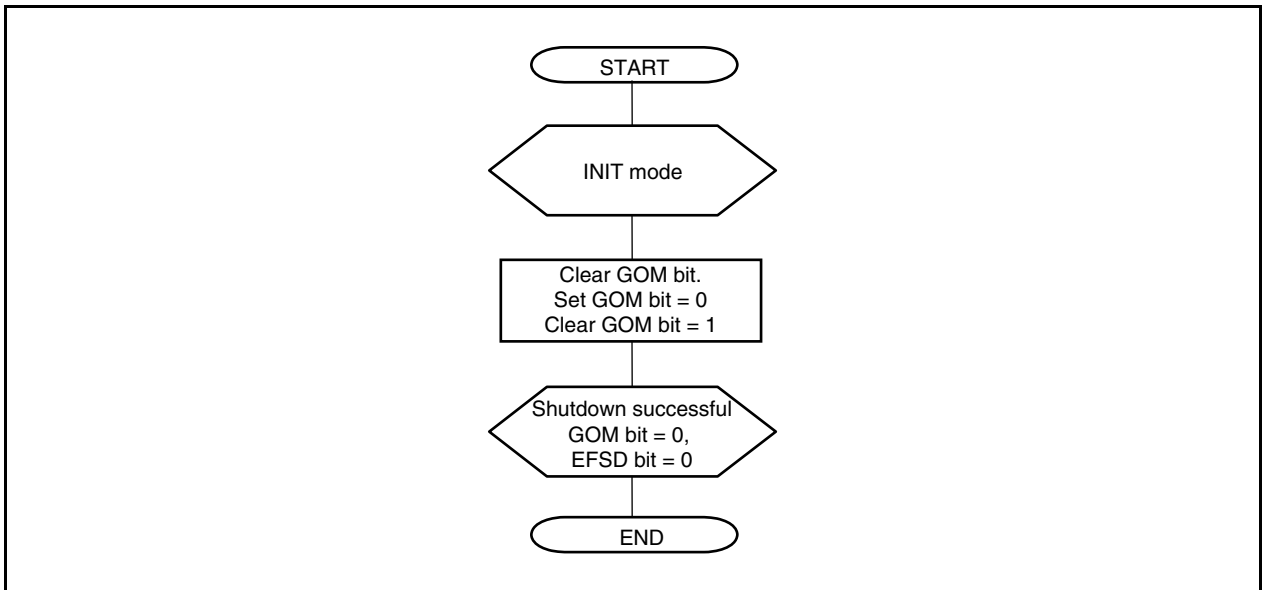 START
INIT mode
Clear GOM bit.
Set GOM bit = 0
Clear GOM bit = 1
Shutdown successful
GOM bit = 0,
EFSD bit = 0
END